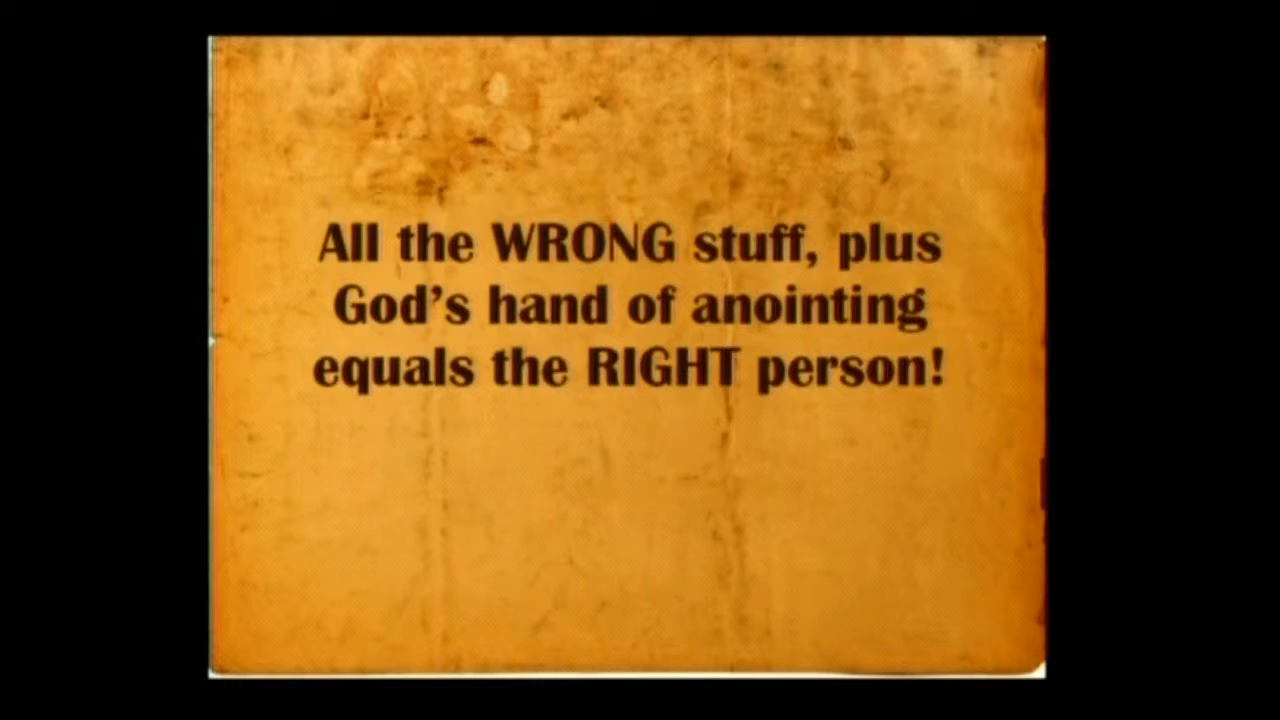 All the WRONG stuff, plus
God’s hand of anointing
equals the RIGHT person!